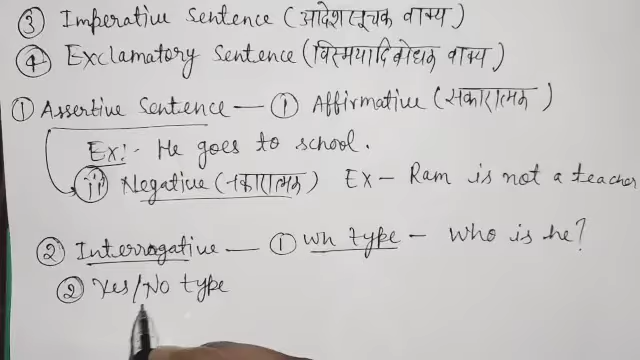 ③ Imperative Sentence (आदेशसूचक वाक्य)
④ Exclamatory Sentence (विस्मयादिबोधक वाक्य)
① Assertive Sentence — ① Affirmative (सकारात्मक)
Ex:- He goes to school.
ii Negative (नकारात्मक) Ex — Ram is not a teacher
② Interrogative — ① Wh type — Who is he?
② Yes/No type